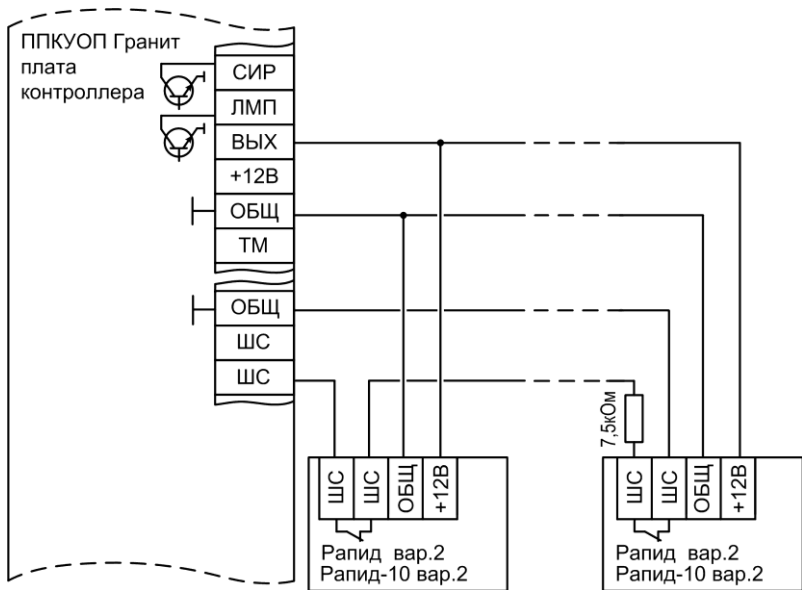 ППКУОП Гранит
плата
контроллера
СИР
ЛМП
ВЫХ
+12В
ОБЩ
ТМ
ОБЩ
ШС
ШС
7,5кОм
ШС
ШС
ОБЩ
+12В
Рапид вар.2
Рапид-10 вар.2
ШС
ШС
ОБЩ
+12В
Рапид вар.2
Рапид-10 вар.2